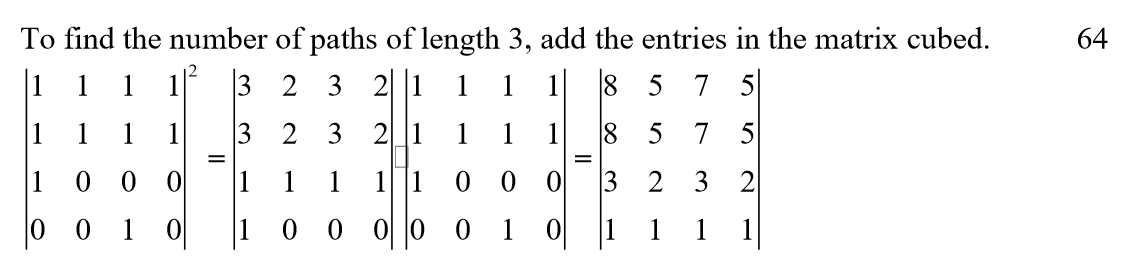 To find the number of paths of length 3, add the entries in the matrix cubed. 64
|1 1 1 1|² |3 2 3 2| |1 1 1 1| |8 5 7 5|
|1 1 1 1| |3 2 3 2| |1 1 1 1| |8 5 7 5|
= □ =
|1 0 0 0| |1 1 1 1| |1 0 0 0| |3 2 3 2|
|0 0 1 0| |1 0 0 0| |0 0 1 0| |1 1 1 1|